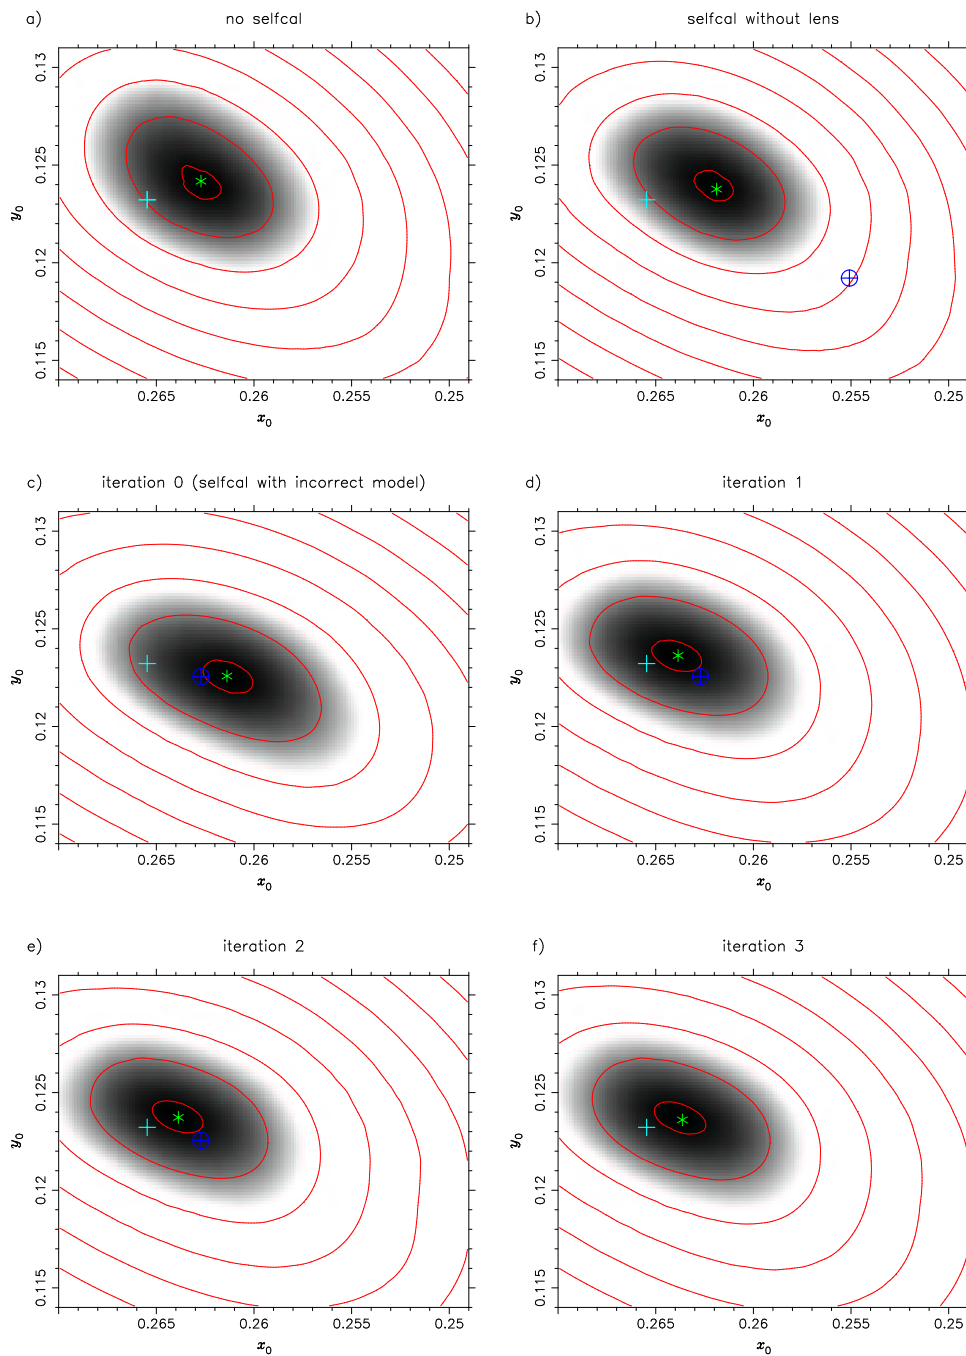 a) no selfcal
b) selfcal without lens
0.13
0.125
0.12
0.115
y0
0.265 0.26 0.255 0.25
x0
0.13
0.125
0.12
0.115
y0
0.265 0.26 0.255 0.25
x0
c) iteration 0 (selfcal with incorrect model)
d) iteration 1
0.13
0.125
0.12
0.115
y0
0.265 0.26 0.255 0.25
x0
0.13
0.125
0.12
0.115
y0
0.265 0.26 0.255 0.25
x0
e) iteration 2
f) iteration 3
0.13
0.125
0.12
0.115
y0
0.265 0.26 0.255 0.25
x0
0.13
0.125
0.12
0.115
y0
0.265 0.26 0.255 0.25
x0